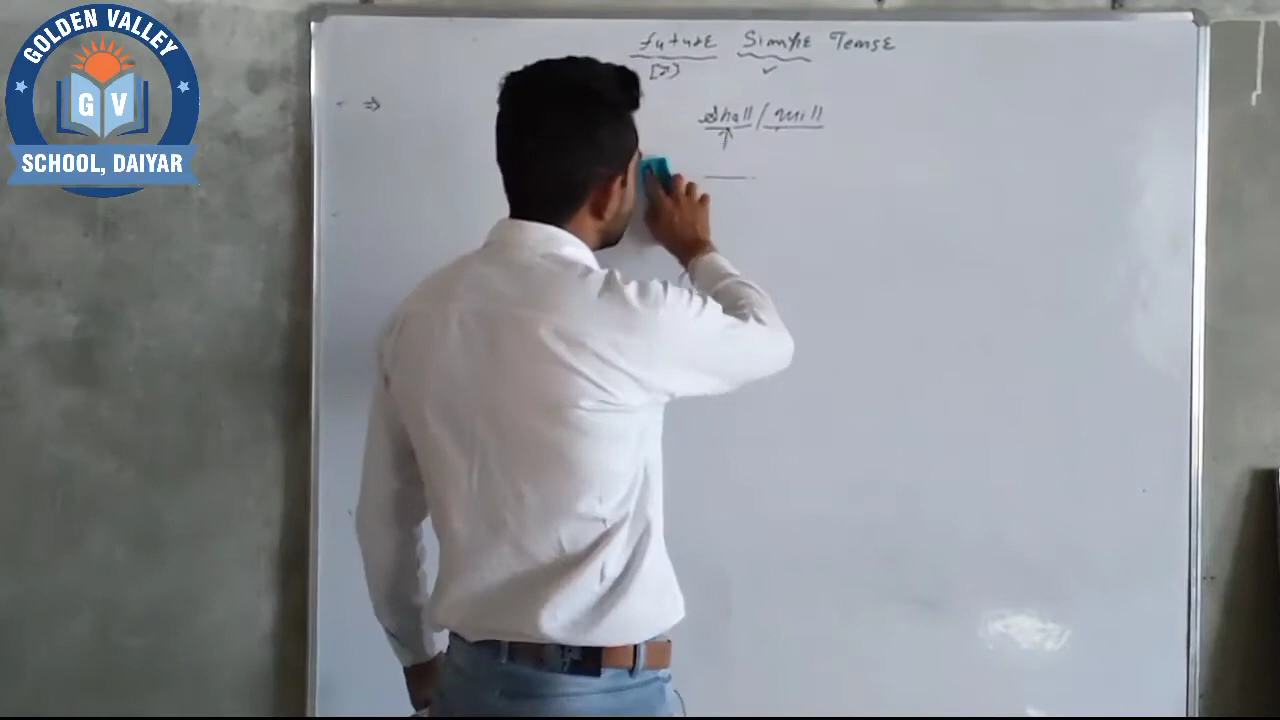 GOLDEN VALLEY
G V
SCHOOL, DAIYAR
Future Simple Tense
Shall / Will